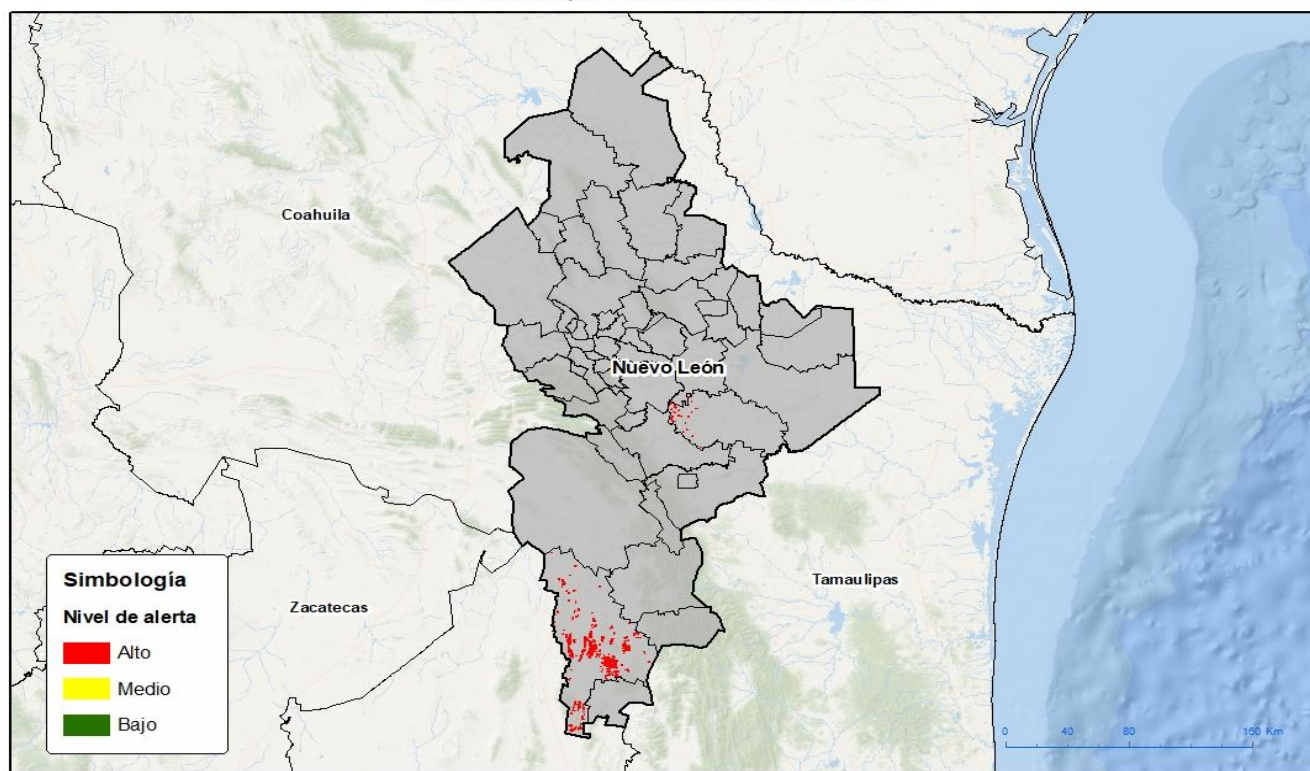 Coahuila
Nuevo León
Tamaulipas
Zacatecas
Simbología
Nivel de alerta
Alto
Medio
Bajo
0 40 80 160 Km